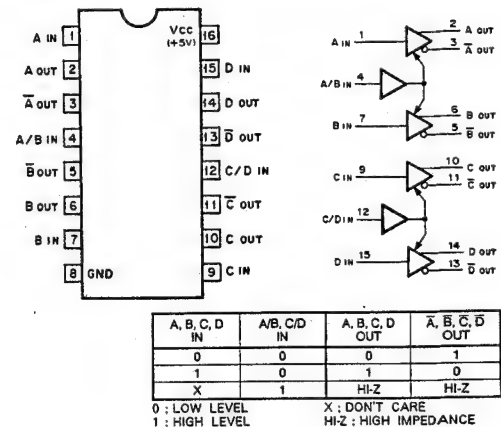 A IN 1
A OUT 2
A̅ OUT 3
A/B IN 4
B̅ OUT 5
B OUT 6
B IN 7
8 GND
Vcc 16
(+5V)
15 D IN
14 D OUT
13 D̅ OUT
12 C/D IN
11 C̅ OUT
10 C OUT
9 C IN
A IN 1
2 A OUT
3 A̅ OUT
A/B IN 4
B IN 7
6 B OUT
5 B̅ OUT
C IN 9
10 C OUT
11 C̅ OUT
C/D IN 12
D IN 15
14 D OUT
13 D̅ OUT
A, B, C, D IN A/B, C/D IN A, B, C, D OUT A̅, B̅, C̅, D̅ OUT
0 0 0 1
1 0 1 0
X 1 HI-Z HI-Z
0 : LOW LEVEL X : DON'T CARE
1 : HIGH LEVEL HI-Z : HIGH IMPEDANCE